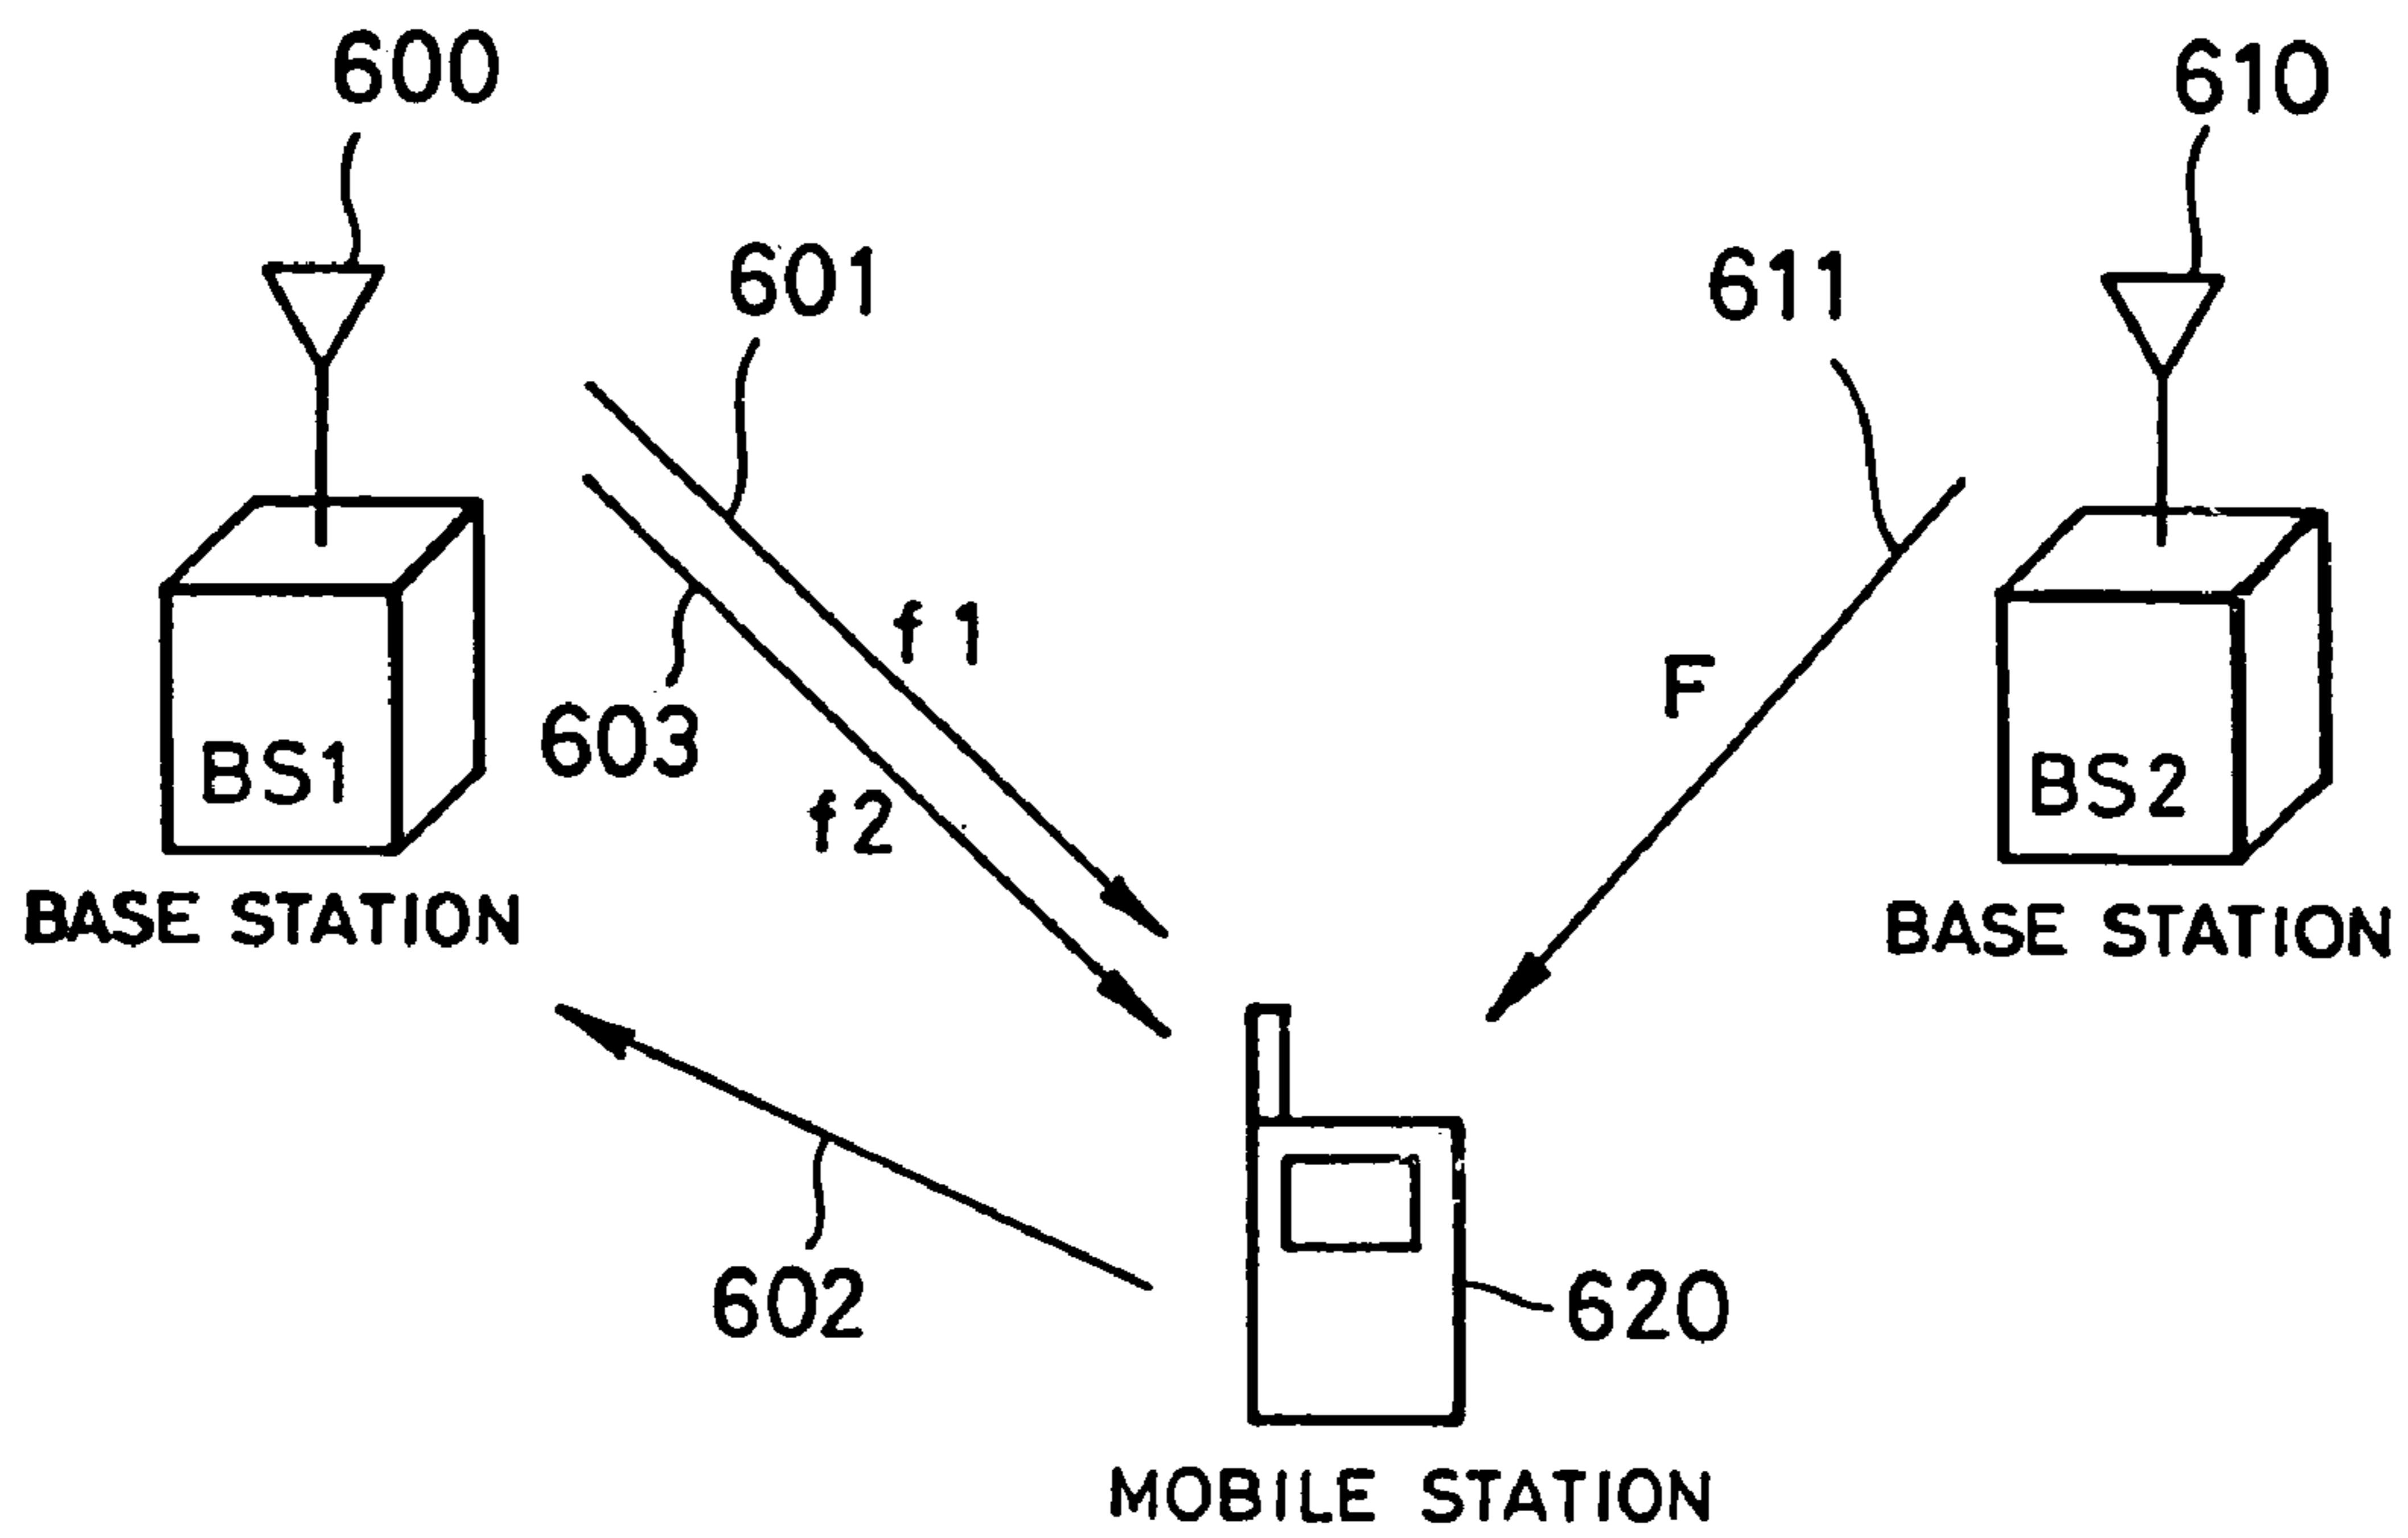 600
610
601
611
f1
F
603
BS1
BS2
f2
BASE STATION
BASE STATION
602
620
MOBILE STATION